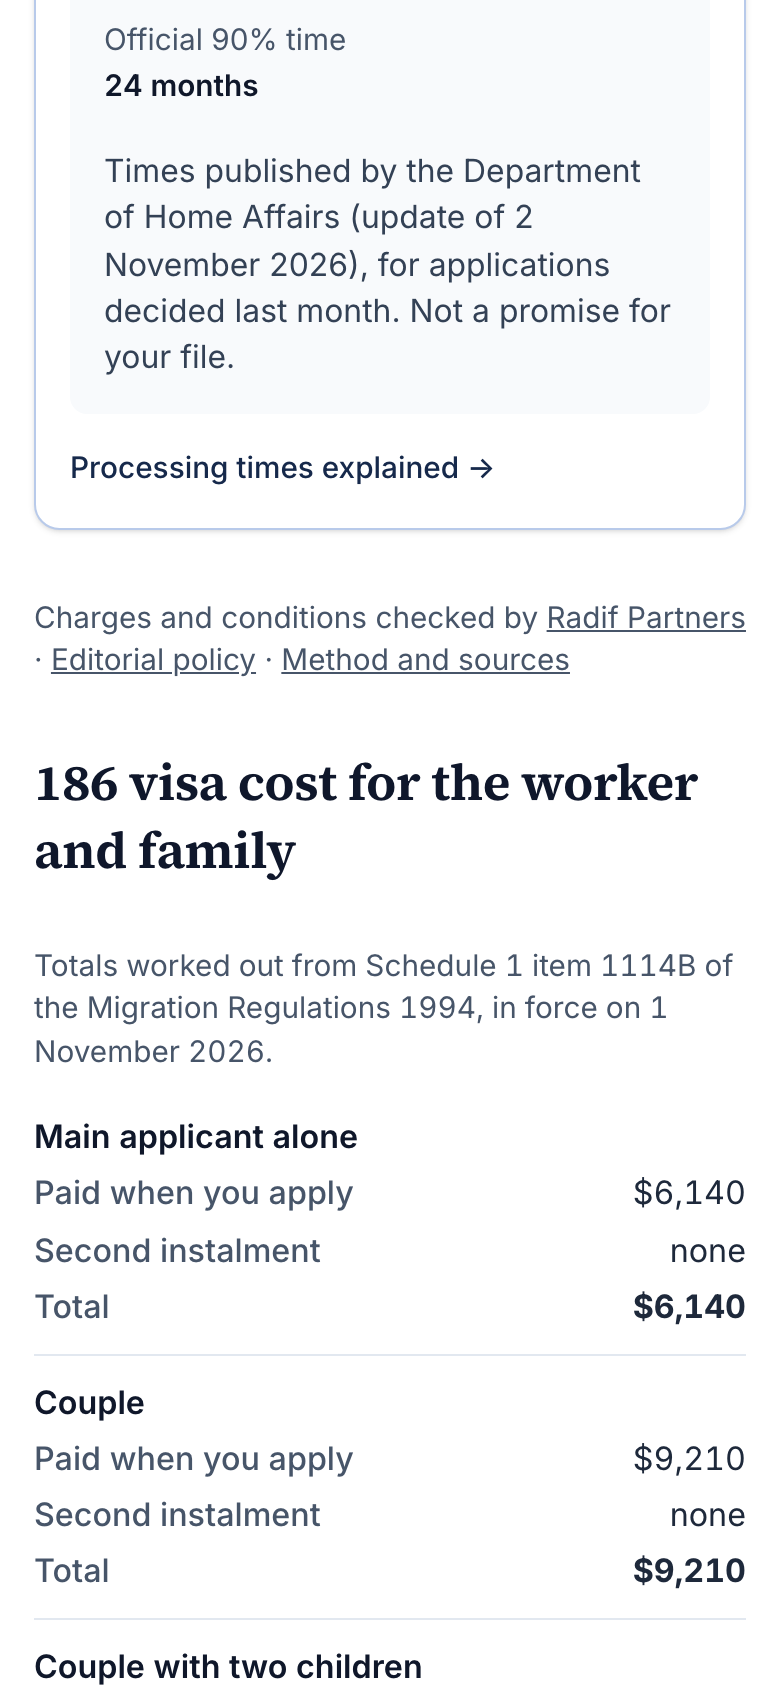 Official 90% time
24 months
Times published by the Department
of Home Affairs (update of 2
November 2026), for applications
decided last month. Not a promise for
your file.
Processing times explained →
Charges and conditions checked by Radif Partners
· Editorial policy · Method and sources
186 visa cost for the worker
and family
Totals worked out from Schedule 1 item 1114B of
the Migration Regulations 1994, in force on 1
November 2026.
Main applicant alone
Paid when you apply $6,140
Second instalment none
Total $6,140
Couple
Paid when you apply $9,210
Second instalment none
Total $9,210
Couple with two children